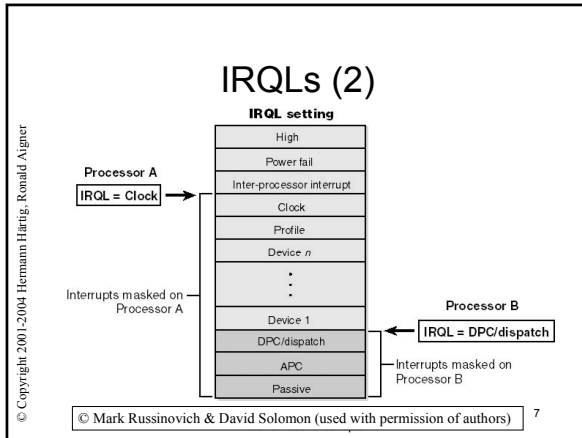 IRQLs (2)
IRQL setting
High
Power fail
Inter-processor interrupt
Clock
Profile
Device n
Device 1
DPC/dispatch
APC
Passive
Processor A
IRQL = Clock
Interrupts masked on
Processor A
Processor B
IRQL = DPC/dispatch
Interrupts masked on
Processor B
© Mark Russinovich & David Solomon (used with permission of authors)
7
© Copyright 2001-2004 Hermann Härtig, Ronald Aigner